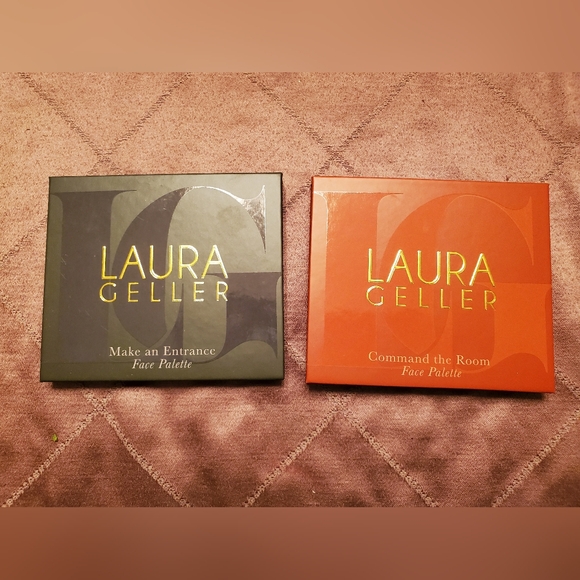 LAURA
GELLER
Make an Entrance
Face Palette
LAURA
GELLER
Command the Room
Face Palette